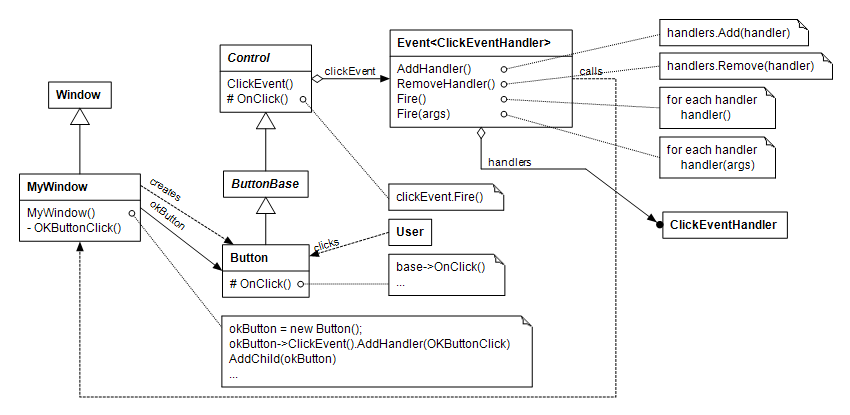 Control
ClickEvent()
# OnClick()
clickEvent
Event<ClickEventHandler>
AddHandler()
RemoveHandler()
Fire()
Fire(args)
calls
handlers.Add(handler)
handlers.Remove(handler)
for each handler
handler()
for each handler
handler(args)
handlers
ClickEventHandler
Window
MyWindow
MyWindow()
- OKButtonClick()
creates
okButton
ButtonBase
clickEvent.Fire()
User
clicks
Button
# OnClick()
base->OnClick()
...
okButton = new Button();
okButton->ClickEvent().AddHandler(OKButtonClick)
AddChild(okButton)
...